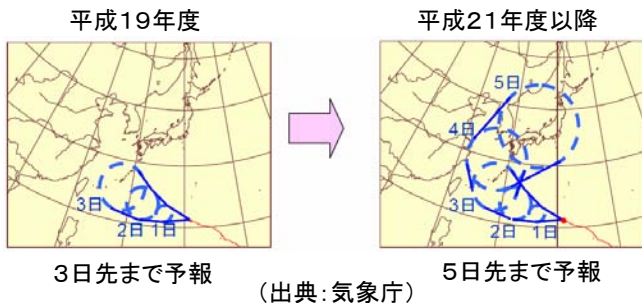 平成19年度
平成21年度以降
3日
2日
1日
5日
4日
3日
2日
1日
3日先まで予報
5日先まで予報
（出典：気象庁）